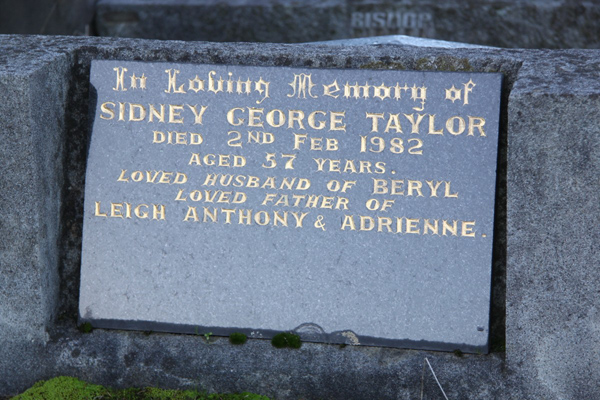 BISHOP
In Loving Memory of
SIDNEY GEORGE TAYLOR
DIED 2ND FEB 1982
AGED 57 YEARS.
LOVED HUSBAND OF BERYL
LOVED FATHER OF
LEIGH ANTHONY & ADRIENNE.